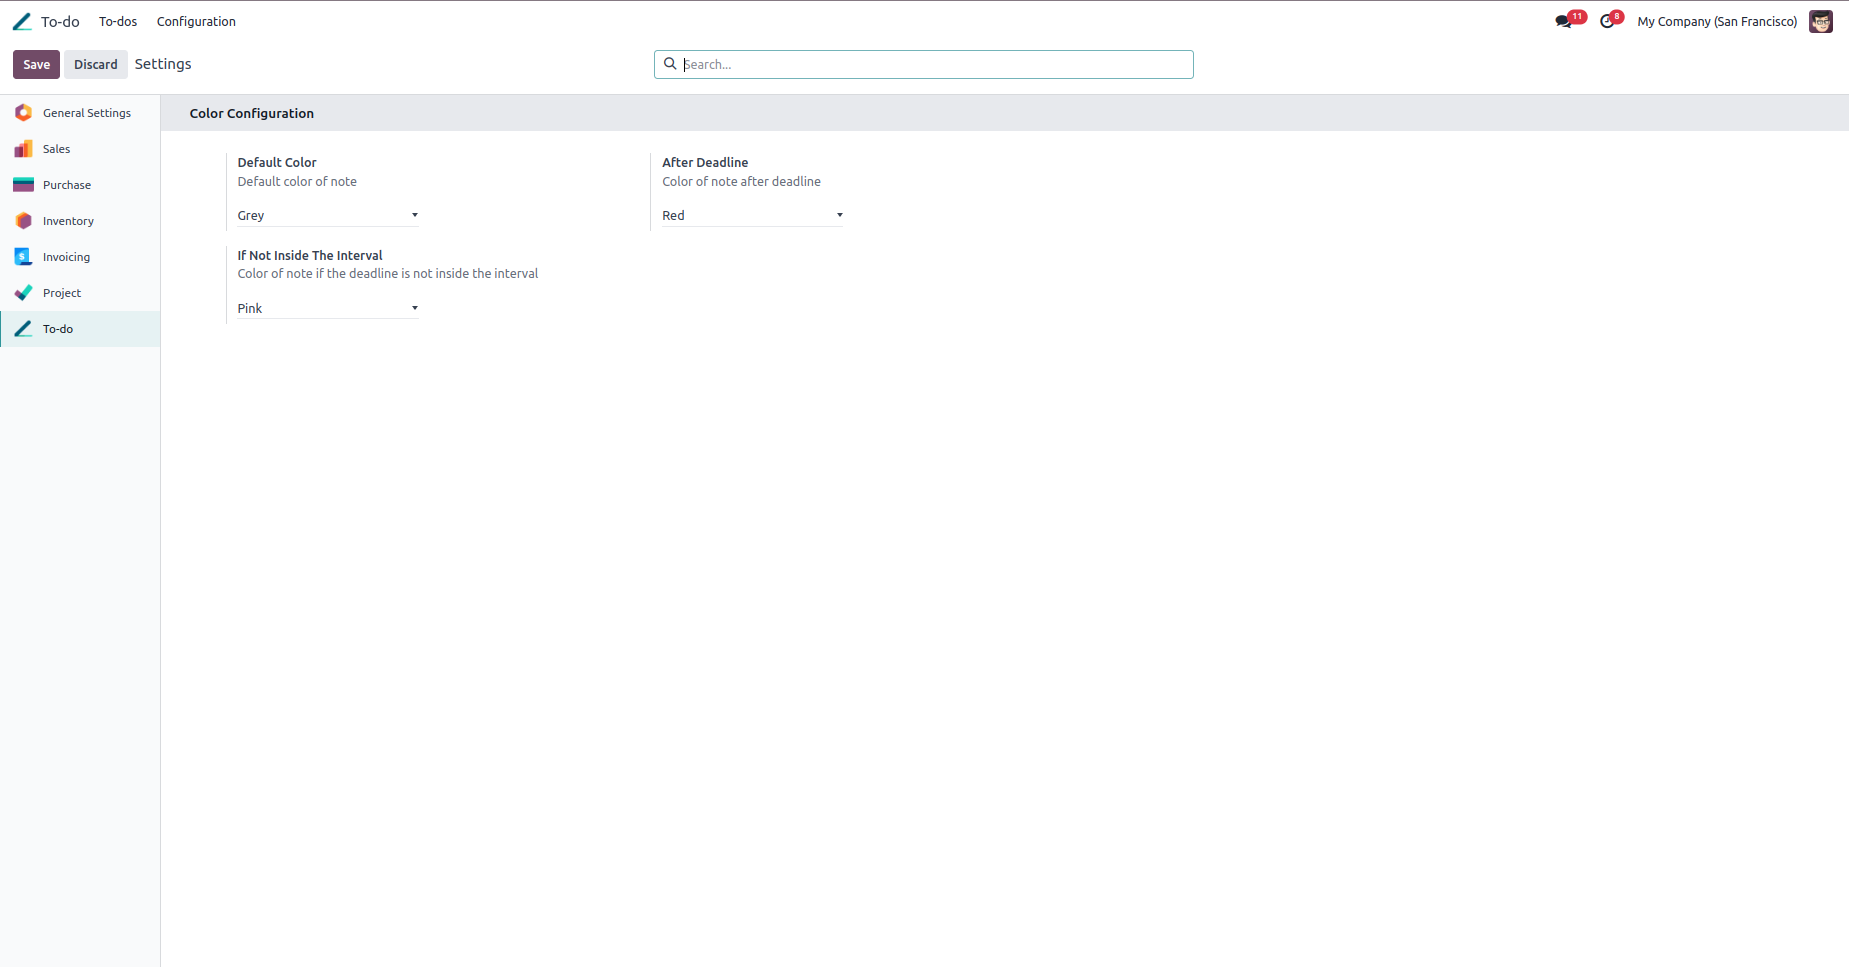 To-do To-dos Configuration 11 8 My Company (San Francisco)
Save Discard Settings Search...
General Settings
Sales
Purchase
Inventory
Invoicing
Project
To-do
Color Configuration
Default Color
Default color of note
Grey
After Deadline
Color of note after deadline
Red
If Not Inside The Interval
Color of note if the deadline is not inside the interval
Pink